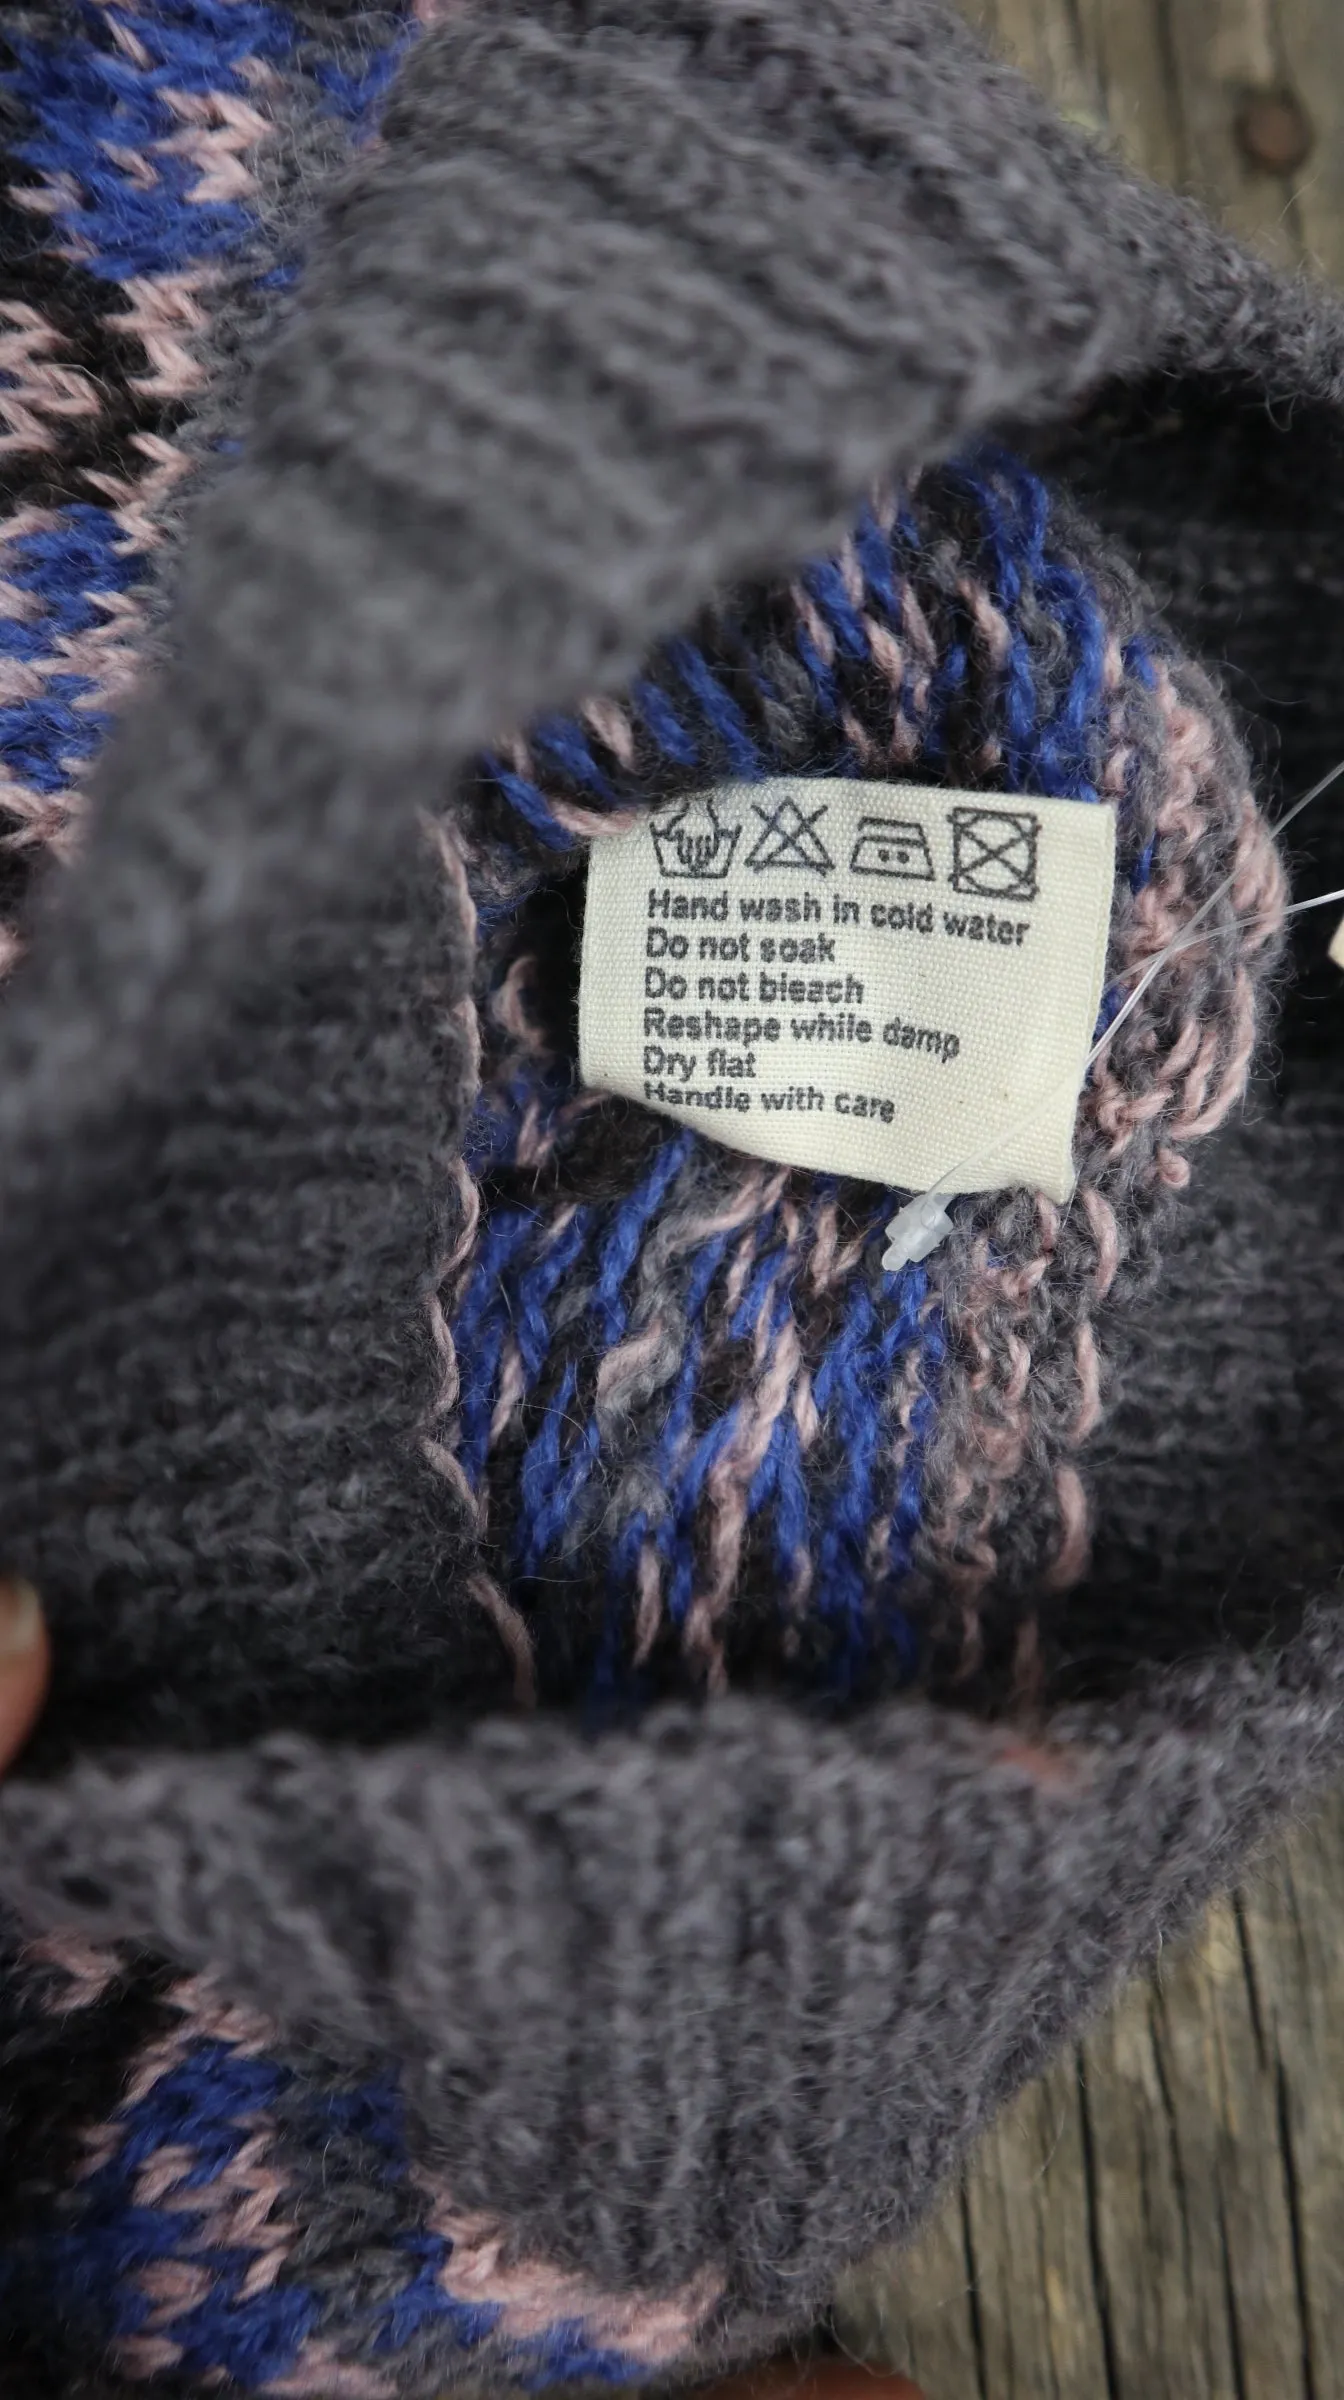 Hand wash in cold water
Do not soak
Do not bleach
Reshape while damp
Dry flat
Handle with care